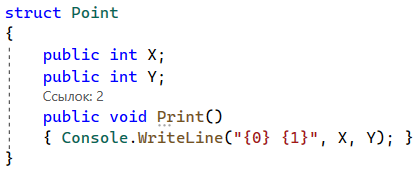 struct Point
{
    public int X;
    public int Y;
    Ссылок: 2
    public void Print()
    { Console.WriteLine("{0} {1}", X, Y); }
}